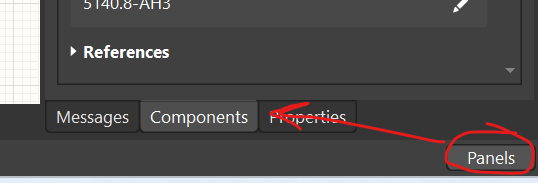 5140.8-AH3
References
Messages Components Properties
Panels